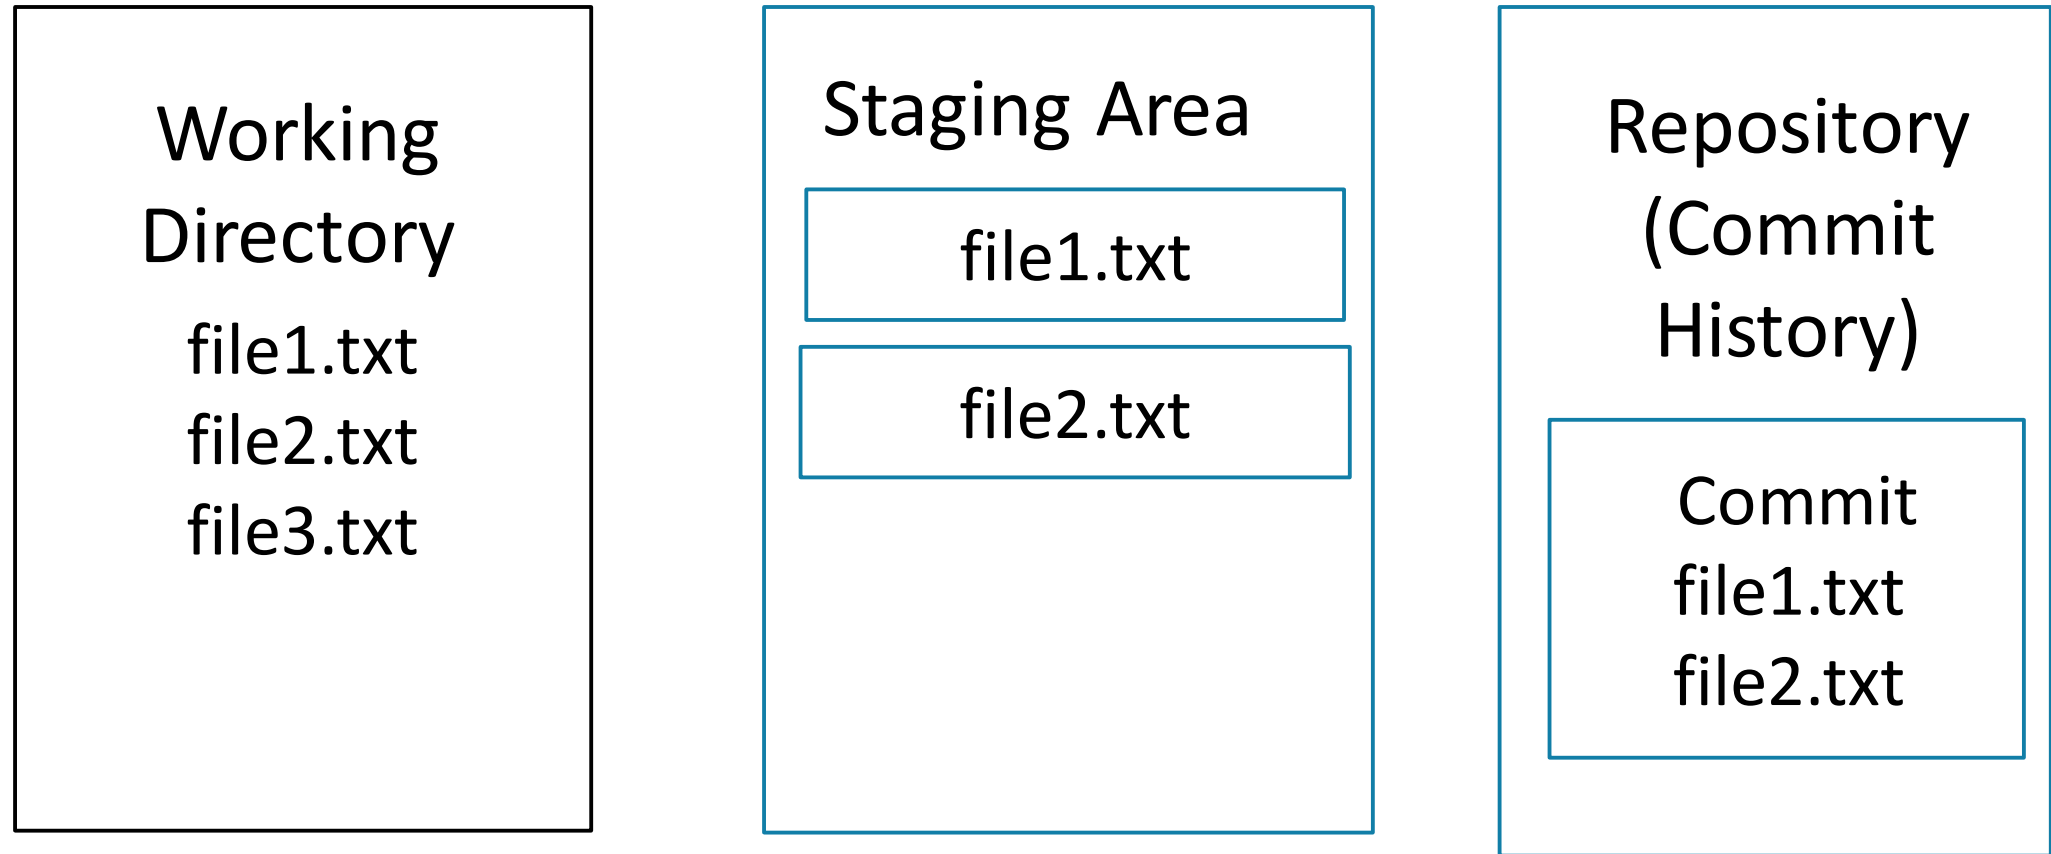 Working
Directory
file1.txt
file2.txt
file3.txt
Staging Area
file1.txt
file2.txt
Repository
(Commit
History)
Commit
file1.txt
file2.txt